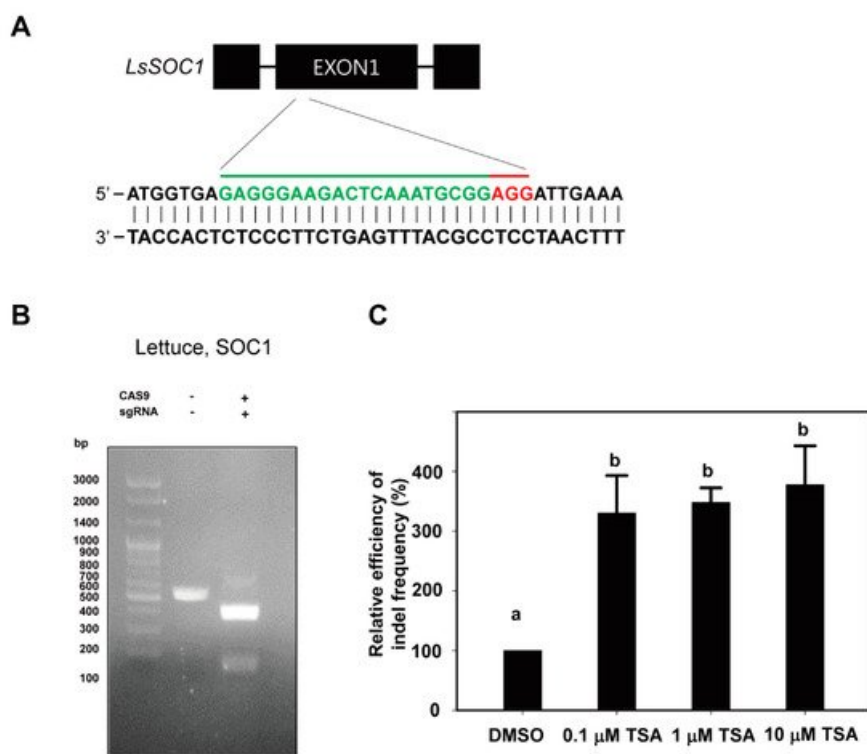 A
LsSOC1
EXON1
5' – ATGGTGAGAGGGAAGACTCAAATGCGGAGGATTGAAA
3' – TACCACTCTCCCTTCTGAGTTTACGCCTCCTAACTTT
B
Lettuce, SOC1
CAS9 - +
sgRNA - +
bp
3000
2000
1400
1000
900
800
700
600
500
400
300
200
100
C
Relative efficiency of
indel frequency (%)
400
300
200
100
0
a
b
b
b
DMSO 0.1 μM TSA 1 μM TSA 10 μM TSA